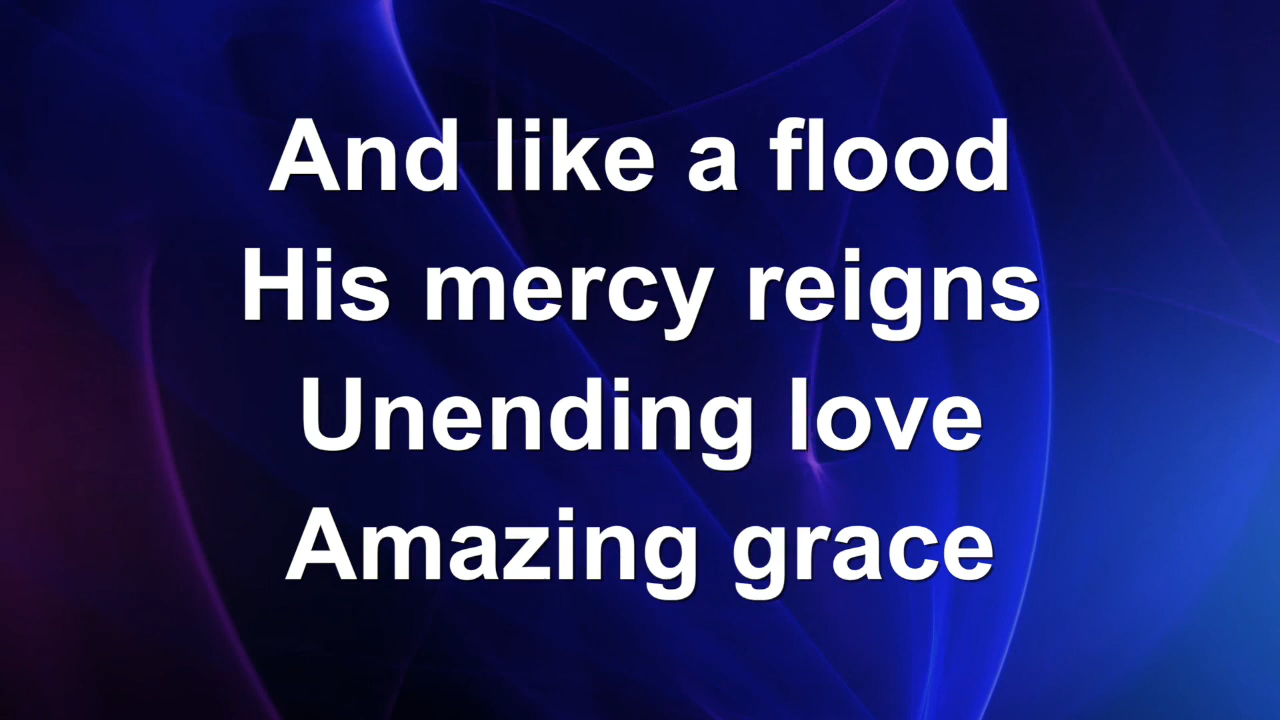 And like a flood
His mercy reigns
Unending love
Amazing grace